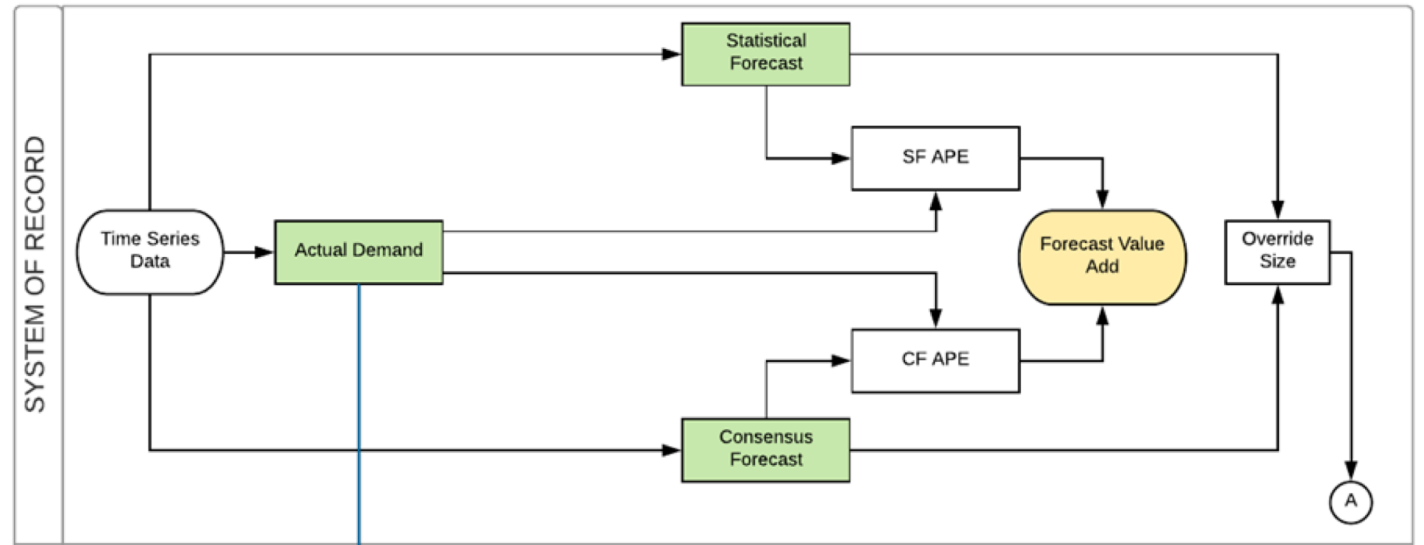 SYSTEM OF RECORD
Statistical
Forecast
SF APE
Time Series
Data
Actual Demand
Forecast Value
Add
Override
Size
CF APE
Consensus
Forecast
A